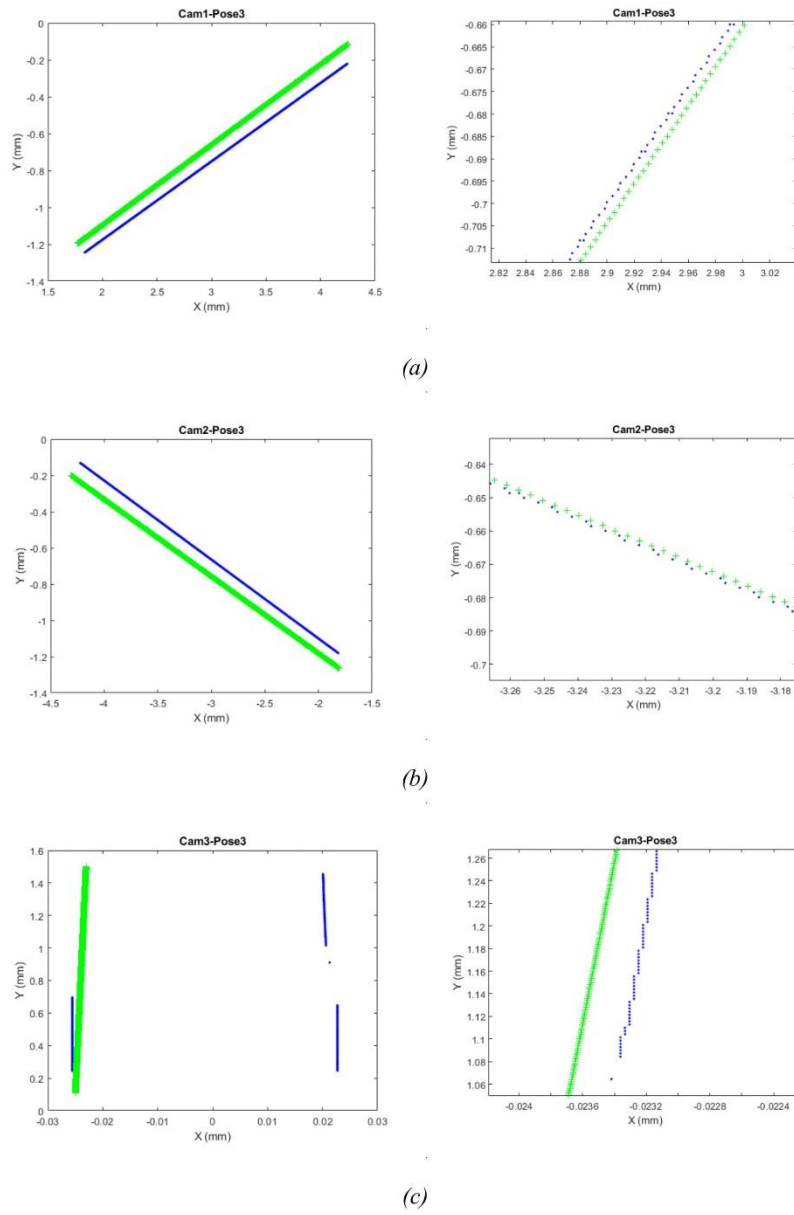 Cam1-Pose3
0
-0.2
-0.4
-0.6
-0.8
-1
-1.2
-1.4
Y (mm)
1.5 2 2.5 3 3.5 4 4.5
X (mm)
Cam1-Pose3
-0.66
-0.665
-0.67
-0.675
-0.68
-0.685
-0.69
-0.695
-0.7
-0.705
-0.71
Y (mm)
2.82 2.84 2.86 2.88 2.9 2.92 2.94 2.96 2.98 3 3.02
X (mm)
(a)
Cam2-Pose3
0
-0.2
-0.4
-0.6
-0.8
-1
-1.2
-1.4
Y (mm)
-4.5 -4 -3.5 -3 -2.5 -2 -1.5
X (mm)
Cam2-Pose3
-0.64
-0.65
-0.66
-0.67
-0.68
-0.69
-0.7
Y (mm)
-3.26 -3.25 -3.24 -3.23 -3.22 -3.21 -3.2 -3.19 -3.18
X (mm)
(b)
Cam3-Pose3
1.6
1.4
1.2
1
0.8
0.6
0.4
0.2
0
Y (mm)
-0.03 -0.02 -0.01 0 0.01 0.02 0.03
X (mm)
Cam3-Pose3
1.26
1.24
1.22
1.2
1.18
1.16
1.14
1.12
1.1
1.08
1.06
Y (mm)
-0.024 -0.0236 -0.0232 -0.0228 -0.0224
X (mm)
(c)